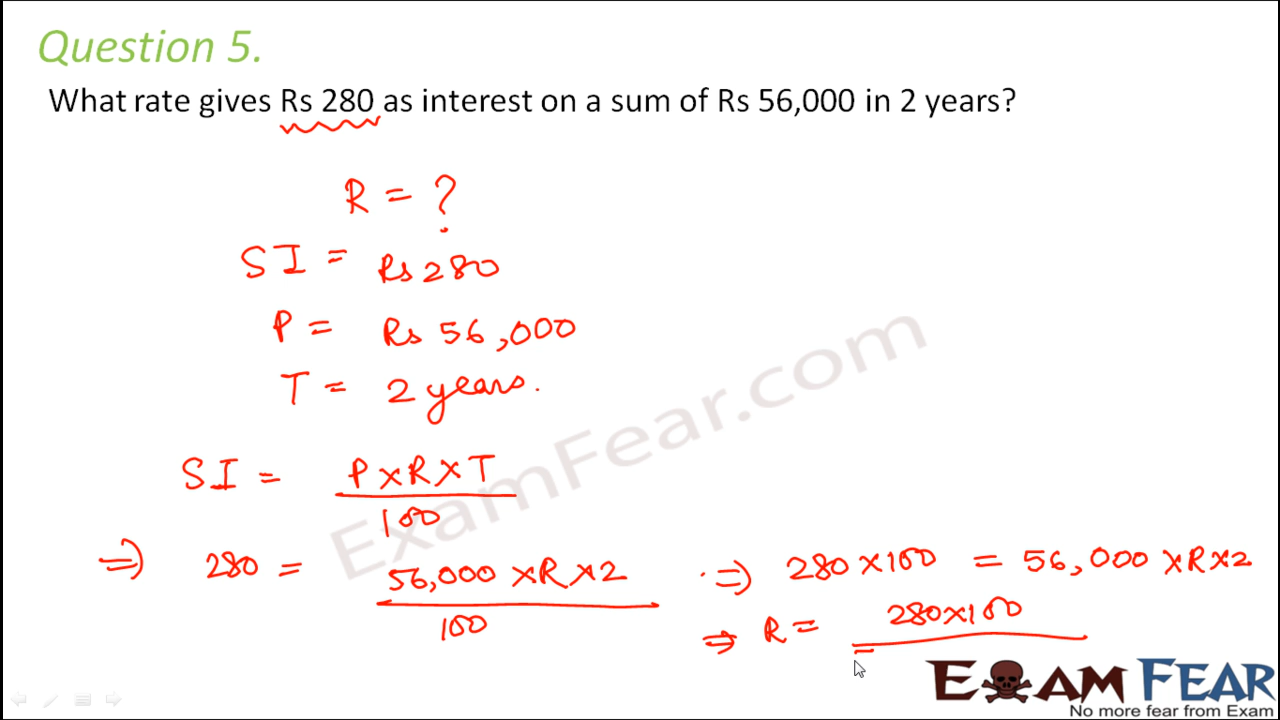 Question 5.
What rate gives Rs 280 as interest on a sum of Rs 56,000 in 2 years?
R = ?
SI = Rs 280
P = Rs 56,000
T = 2 years.
SI = P×R×T
100
⇒ 280 = 56,000 ×R×2
100
⇒ 280×100 = 56,000 ×R×2
⇒ R = 280×100
=
ExamFear.com
EXAM FEAR
No more fear from Exam